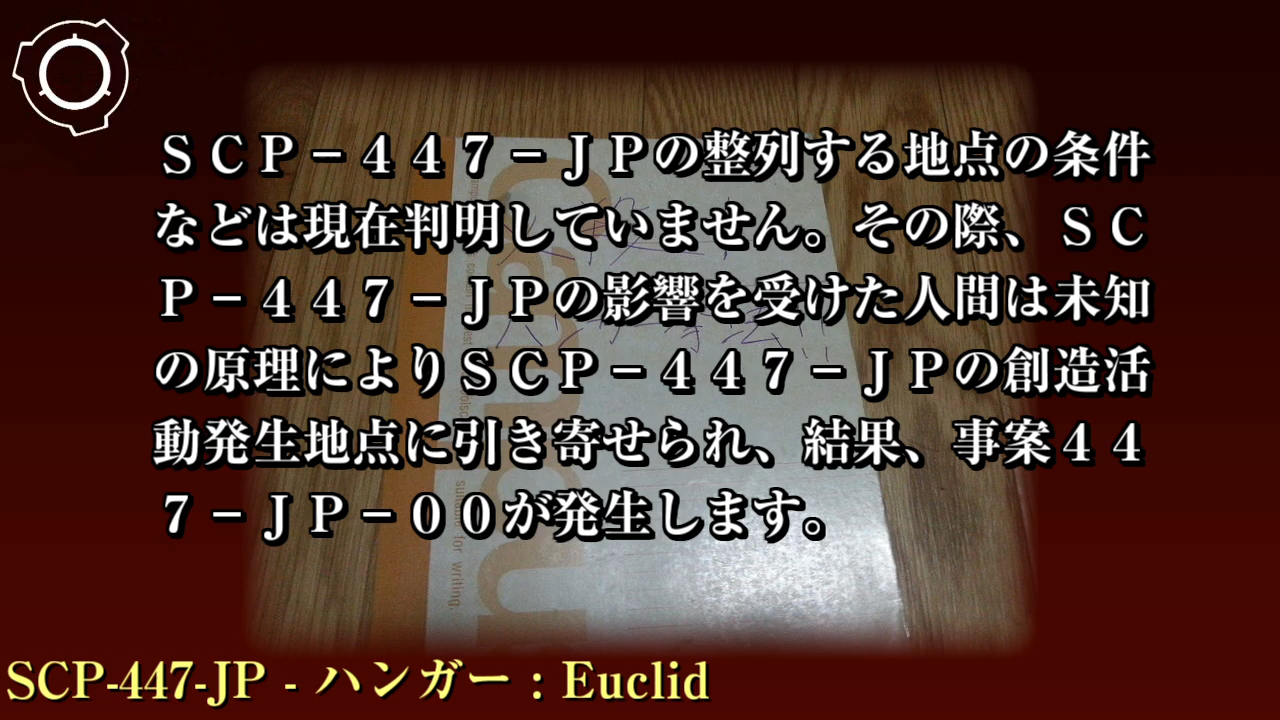 ＳＣＰ－４４７－ＪＰの整列する地点の条件
などは現在判明していません。その際、ＳＣ
Ｐ－４４７－ＪＰの影響を受けた人間は未知
の原理によりＳＣＰ－４４７－ＪＰの創造活
動発生地点に引き寄せられ、結果、事案４４
７－ＪＰ－００が発生します。
suitable for writing.
SCP-447-JP - ハンガー : Euclid